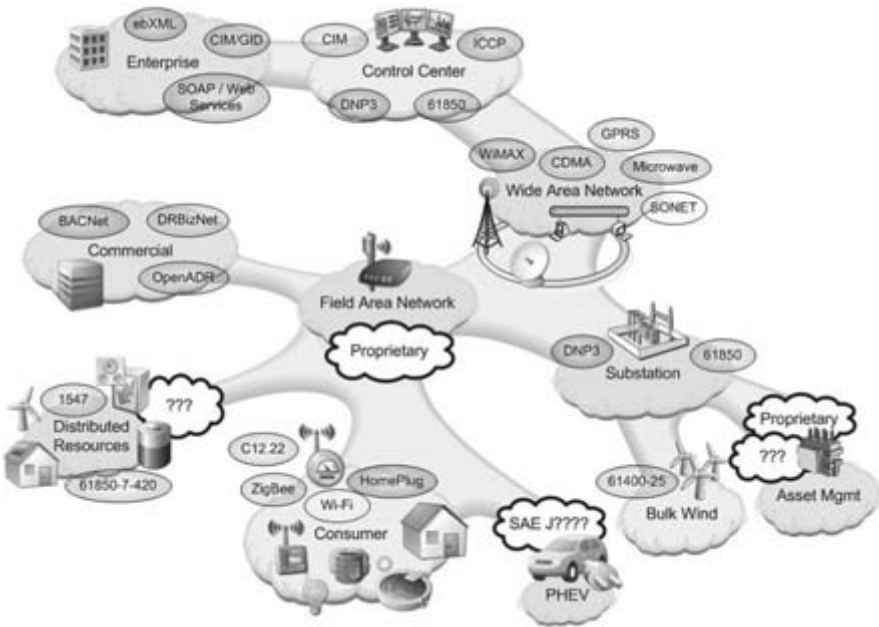 ebXML
CIM/GID
Enterprise
SOAP / Web
Services
CIM
ICCP
Control Center
DNP3
61850
GPRS
WiMAX
CDMA
Microwave
Wide Area Network
SONET
BACNet
DRBizNet
Commercial
OpenADR
Field Area Network
Proprietary
DNP3
61850
Substation
1547
???
Distributed
Resources
61850-7-420
C12.22
ZigBee
HomePlug
Wi-Fi
Consumer
SAE J????
PHEV
61400-25
Bulk Wind
Proprietary
???
Asset Mgmt